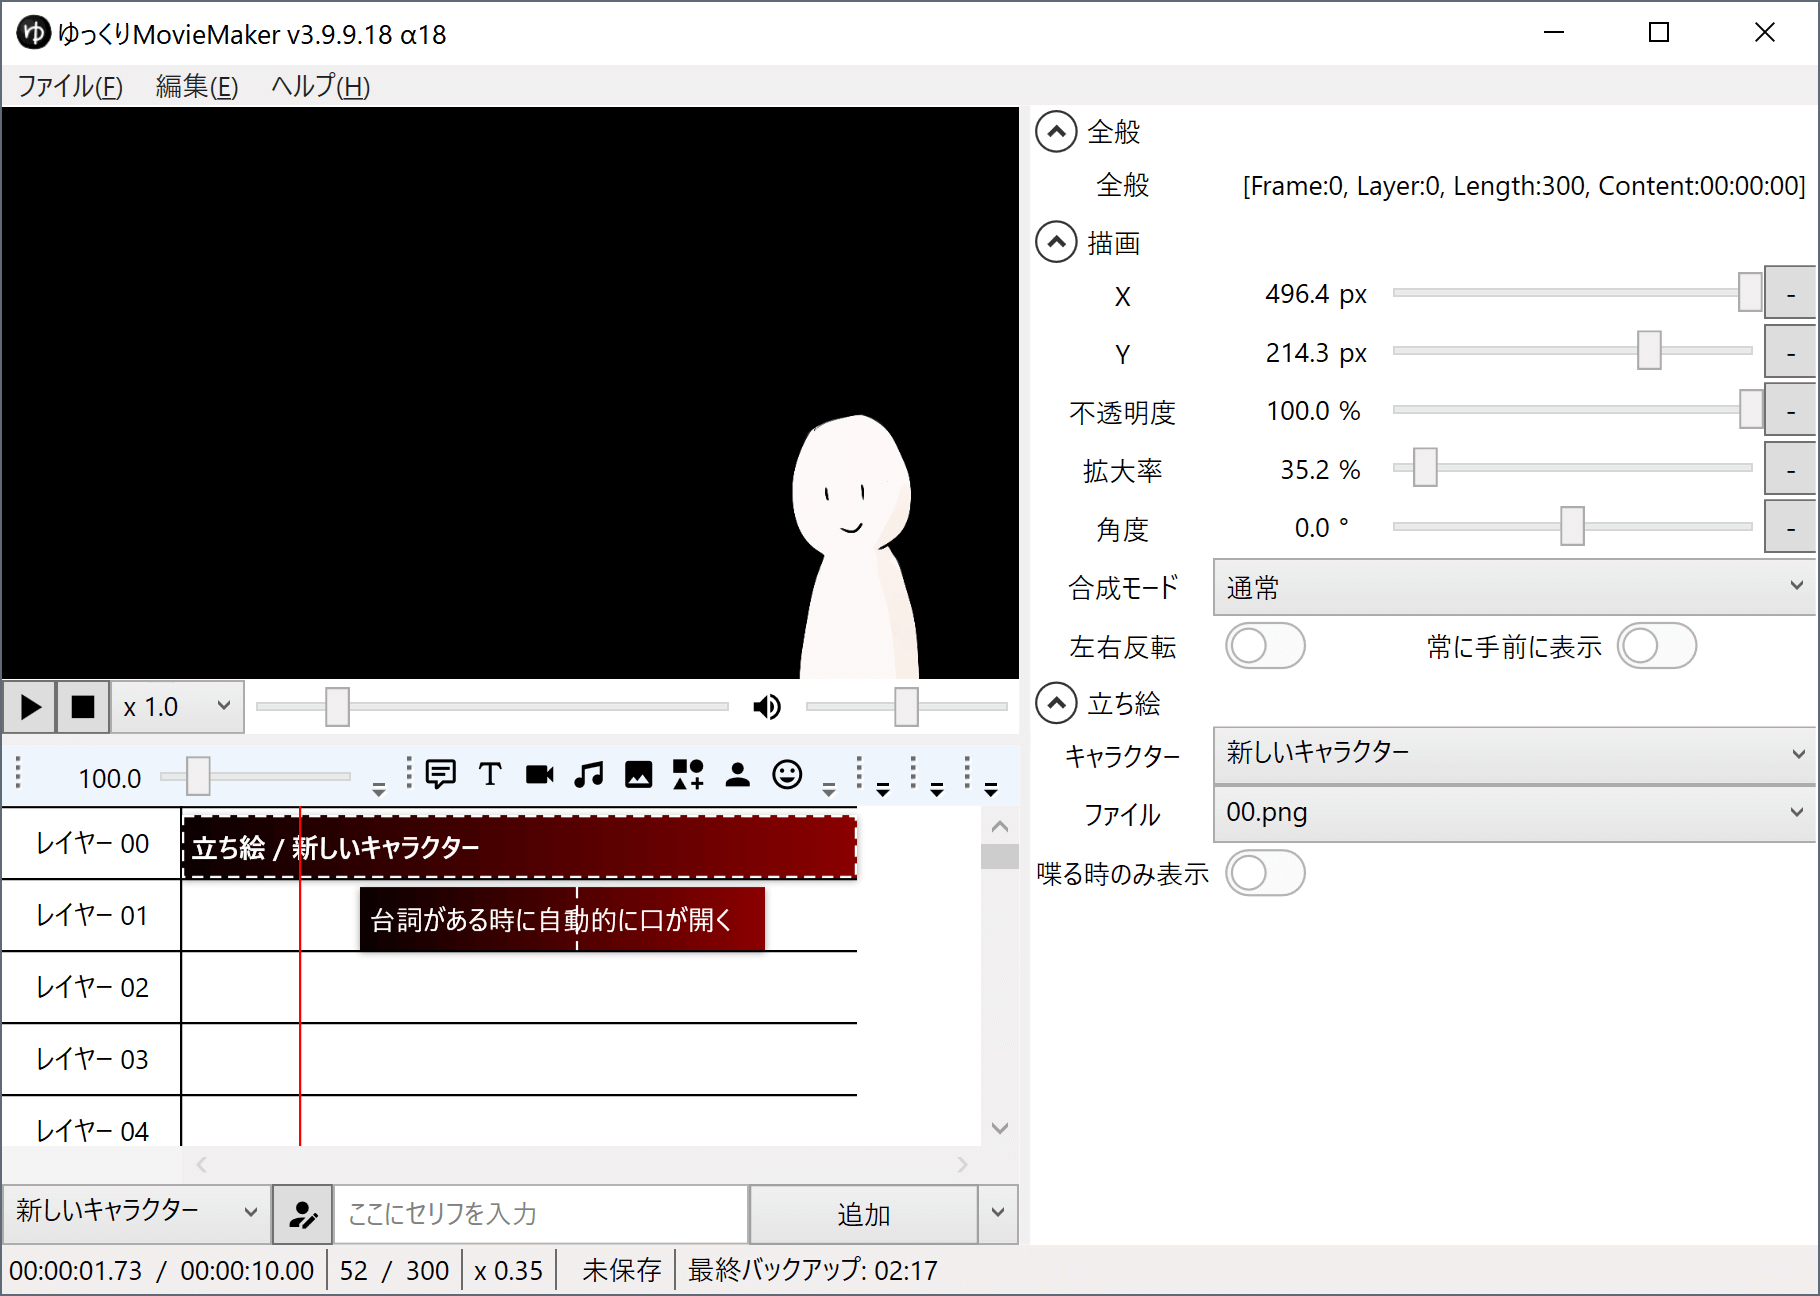 ゆっくりMovieMaker v3.9.9.18 α18
ファイル(F) 編集(E) ヘルプ(H)
全般
全般 [Frame:0, Layer:0, Length:300, Content:00:00:00]
描画
X 496.4 px -
Y 214.3 px -
不透明度 100.0 % -
拡大率 35.2 % -
角度 0.0 ° -
合成モード 通常
左右反転 常に手前に表示
立ち絵
キャラクター 新しいキャラクター
ファイル 00.png
喋る時のみ表示
x 1.0
100.0
レイヤー 00 立ち絵 / 新しいキャラクター
レイヤー 01 台詞がある時に自動的に口が開く
レイヤー 02
レイヤー 03
レイヤー 04
新しいキャラクター ここにセリフを入力 追加
00:00:01.73 / 00:00:10.00 52 / 300 x 0.35 未保存 最終バックアップ: 02:17